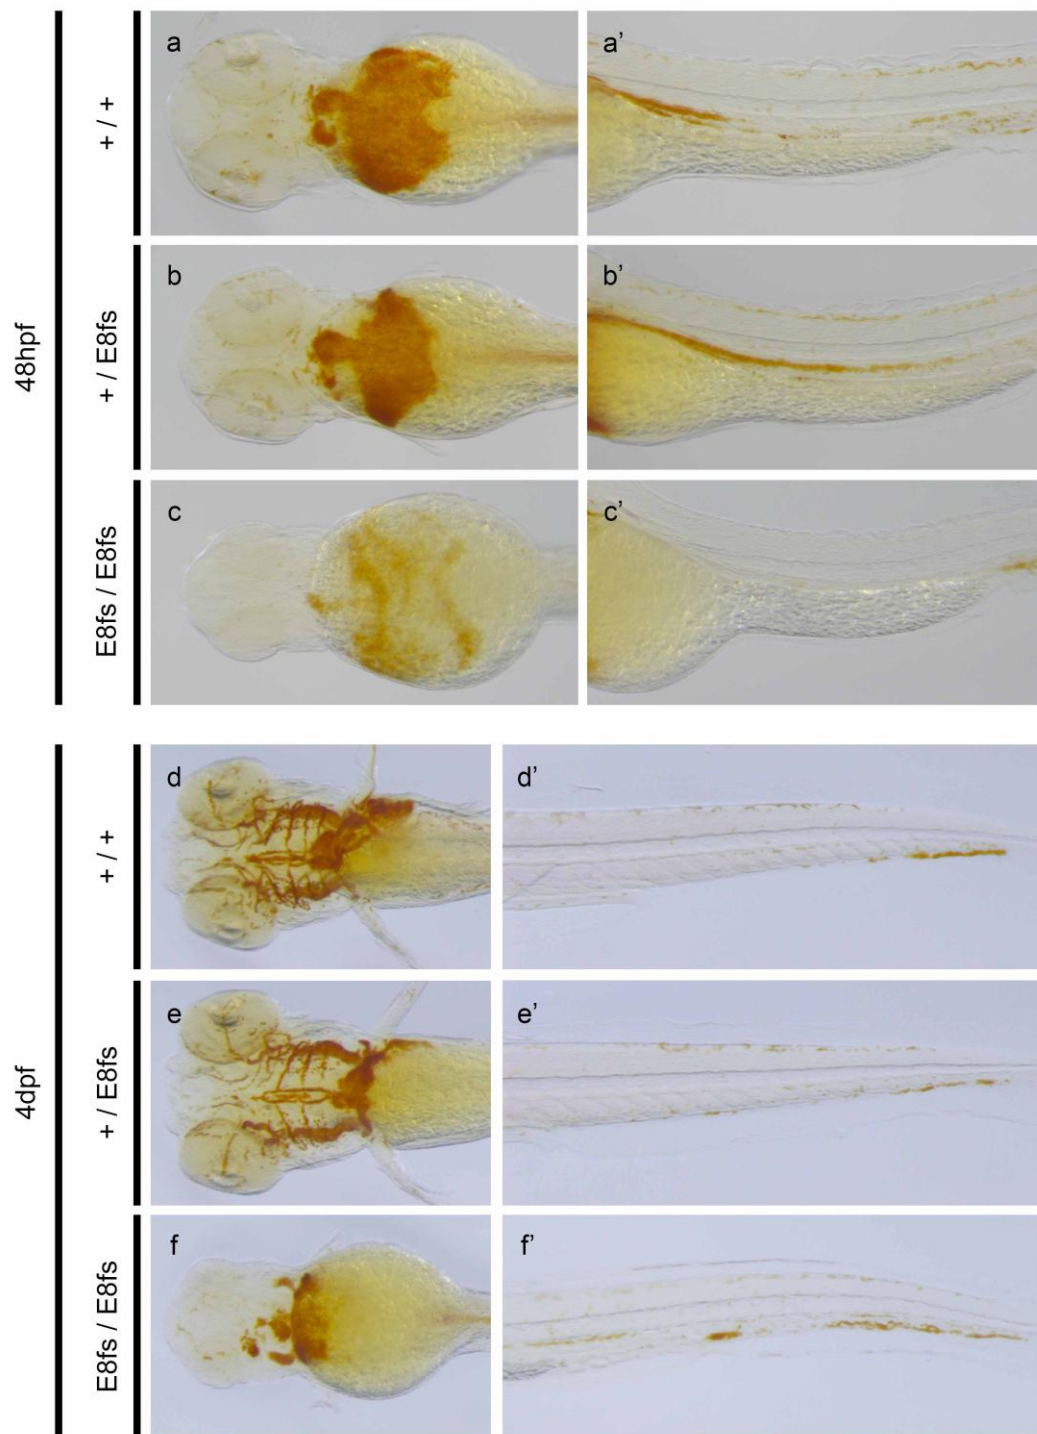 48hpf
+ / +
a
a’
+ / E8fs
b
b’
E8fs / E8fs
c
c’
4dpf
+ / +
d
d’
+ / E8fs
e
e’
E8fs / E8fs
f
f’